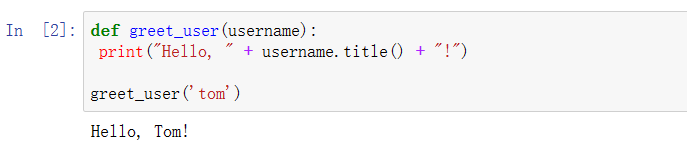 In [2]: def greet_user(username):
print("Hello, " + username.title() + "!")
greet_user('tom')
Hello, Tom!